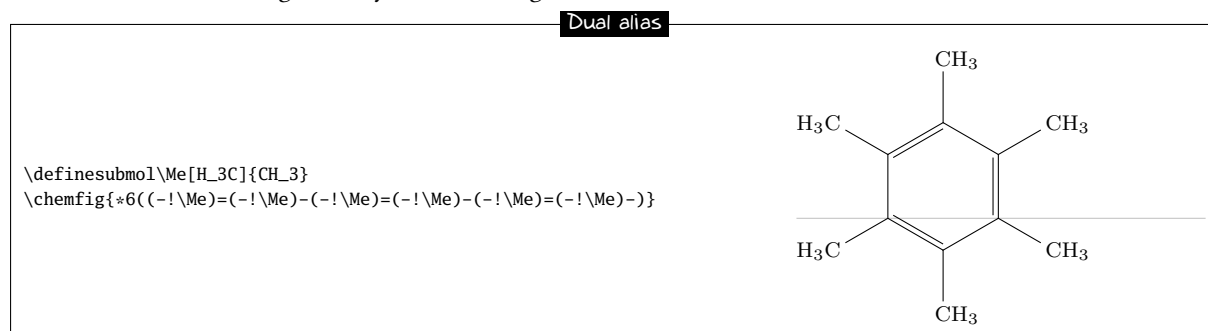 Dual alias
\definesubmol\Me[H_3C]{CH_3}
\chemfig{*6((-!\Me)=(-!\Me)-(-!\Me)=(-!\Me)-(-!\Me)=(-!\Me)-)}
CH3
H3C CH3
H3C CH3
CH3